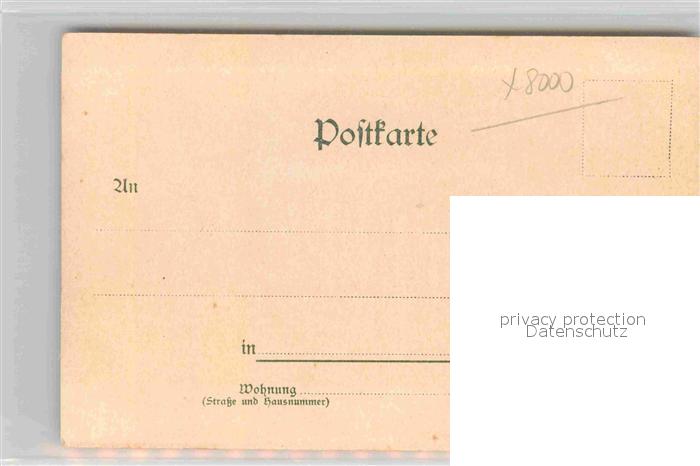 x 8000
Postkarte
An
privacy protection
Datenschutz
in
Wohnung
(Straße und Hausnummer)